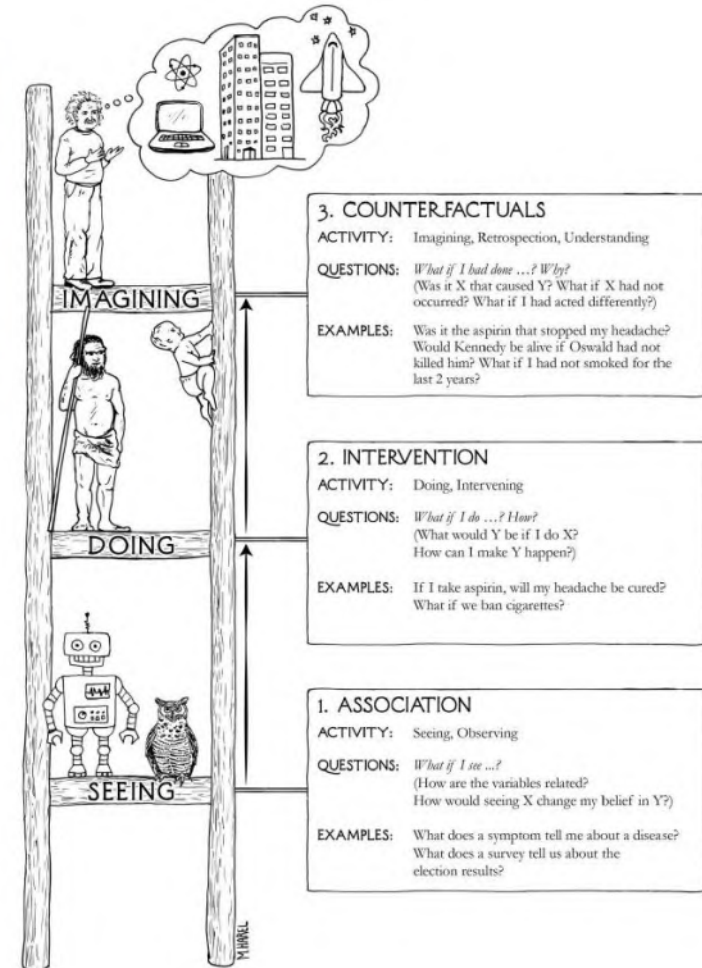 3. COUNTERFACTUALS
ACTIVITY: Imagining, Retrospection, Understanding
QUESTIONS: What if I had done …? Why?
(Was it X that caused Y? What if X had not
occurred? What if I had acted differently?)
EXAMPLES: Was it the aspirin that stopped my headache?
Would Kennedy be alive if Oswald had not
killed him? What if I had not smoked for the
last 2 years?
IMAGINING
2. INTERVENTION
ACTIVITY: Doing, Intervening
QUESTIONS: What if I do …? How?
(What would Y be if I do X?
How can I make Y happen?)
EXAMPLES: If I take aspirin, will my headache be cured?
What if we ban cigarettes?
DOING
1. ASSOCIATION
ACTIVITY: Seeing, Observing
QUESTIONS: What if I see ...?
(How are the variables related?
How would seeing X change my belief in Y?)
EXAMPLES: What does a symptom tell me about a disease?
What does a survey tell us about the
election results?
SEEING
M.HAREL